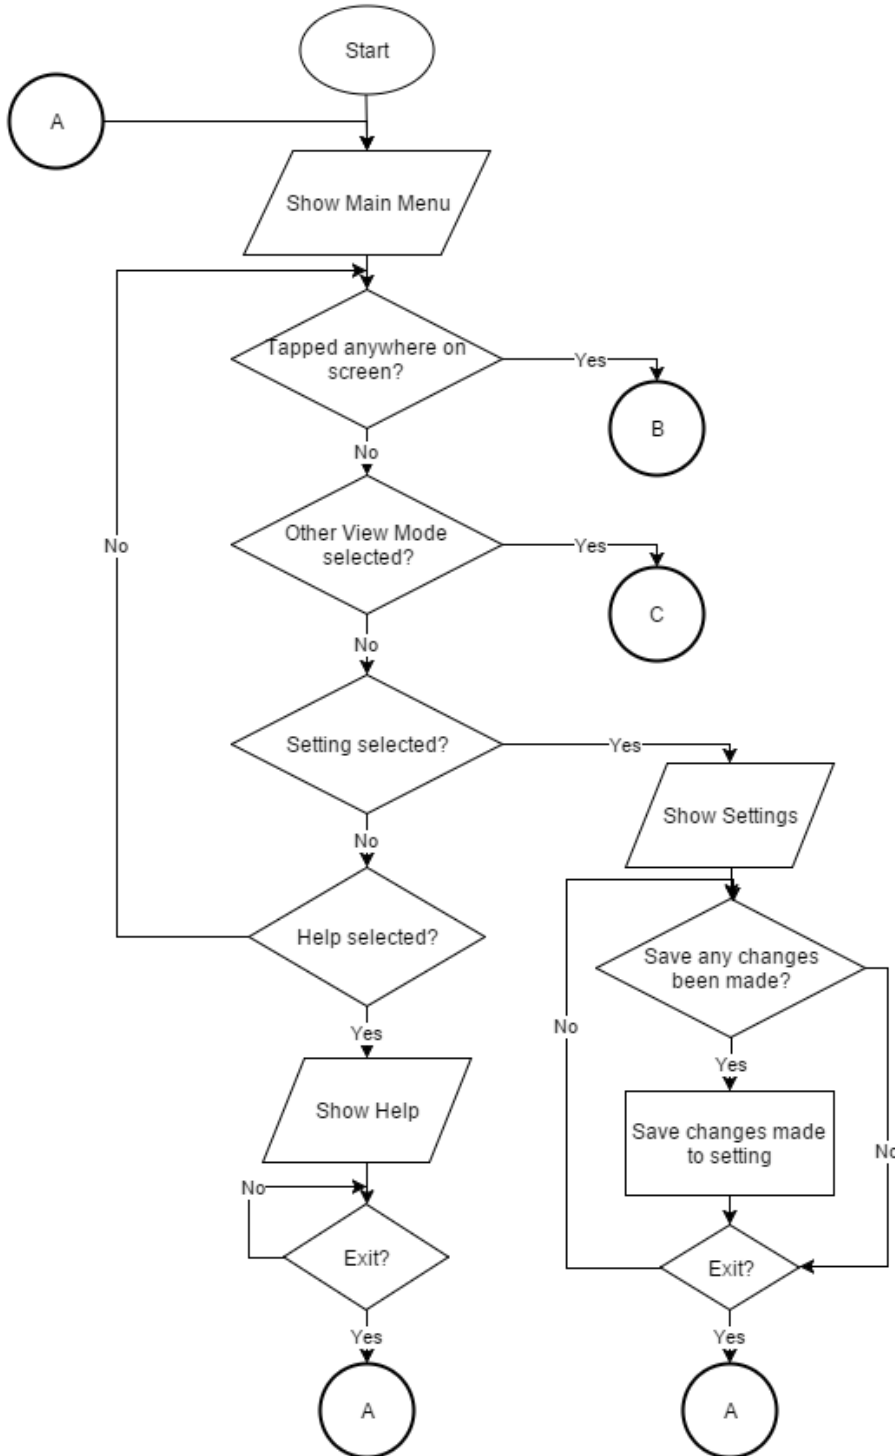 Start
A
Show Main Menu
Tapped anywhere on
screen?
Yes
B
No
Other View Mode
selected?
Yes
No
C
No
Setting selected?
Yes
Show Settings
No
Help selected?
Save any changes
been made?
No
Yes
Yes
Show Help
Save changes made
to setting
No
No
Exit?
Exit?
Yes
Yes
A
A